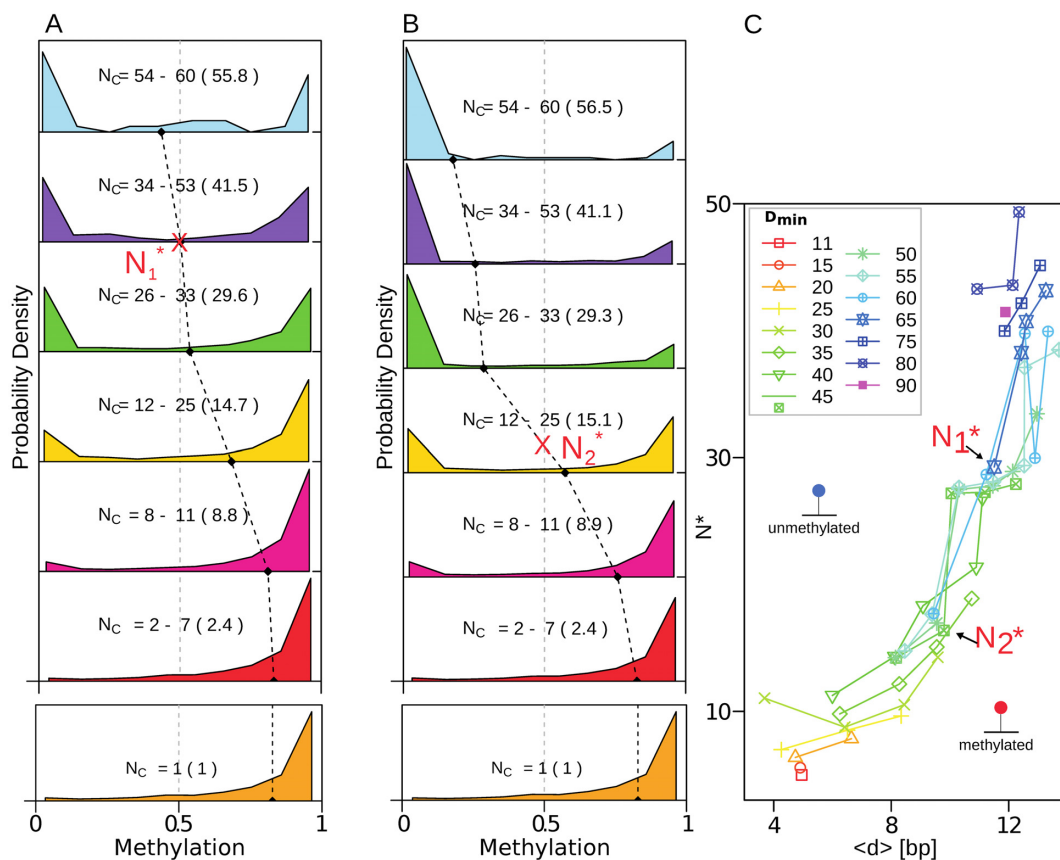 A
Probability Density
N_C= 54 - 60 ( 55.8 )
N_C= 34 - 53 ( 41.5 )
X
N_1^*
N_C= 26 - 33 ( 29.6 )
N_C= 12 - 25 ( 14.7 )
N_C = 8 - 11 ( 8.8 )
N_C = 2 - 7 ( 2.4 )
N_C = 1 ( 1 )
0 0.5 1
Methylation
B
Probability Density
N_C= 54 - 60 ( 56.5 )
N_C= 34 - 53 ( 41.1 )
N_C= 26 - 33 ( 29.3 )
N_C= 12 - 25 ( 15.1 )
X N_2^*
N_C = 8 - 11 ( 8.9 )
N_C = 2 - 7 ( 2.4 )
N_C = 1 ( 1 )
0 0.5 1
Methylation
C
N*
50
30
10
Dmin
11
15
20
25
30
35
40
45
50
55
60
65
75
80
90
N1*
unmethylated
N2*
methylated
4 8 12
<d> [bp]